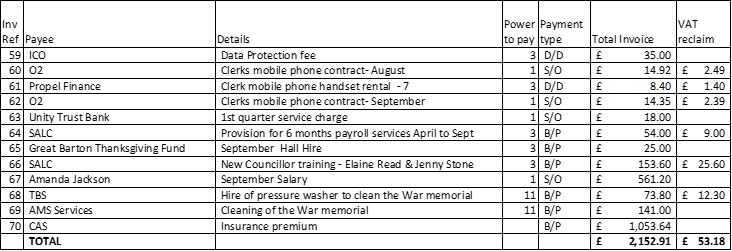 Inv Power Payment VAT
Ref Payee Details to pay type Total Invoice reclaim
59 ICO Data Protection fee 3 D/D £ 35.00
60 O2 Clerks mobile phone contract- August 1 S/O £ 14.92 £ 2.49
61 Propel Finance Clerk mobile phone handset rental - 7 3 D/D £ 8.40 £ 1.40
62 O2 Clerks mobile phone contract- September 1 S/O £ 14.35 £ 2.39
63 Unity Trust Bank 1st quarter service charge 1 S/O £ 18.00
64 SALC Provision for 6 months payroll services April to Sept 3 B/P £ 54.00 £ 9.00
65 Great Barton Thanksgiving Fund September Hall Hire 3 B/P £ 25.00
66 SALC New Councillor training - Elaine Read & Jenny Stone 3 B/P £ 153.60 £ 25.60
67 Amanda Jackson September Salary 1 S/O £ 561.20
68 TBS Hire of pressure washer to clean the War memorial 11 B/P £ 73.80 £ 12.30
69 AMS Services Cleaning of the War memorial 11 B/P £ 141.00
70 CAS Insurance premium B/P £ 1,053.64
TOTAL £ 2,152.91 £ 53.18